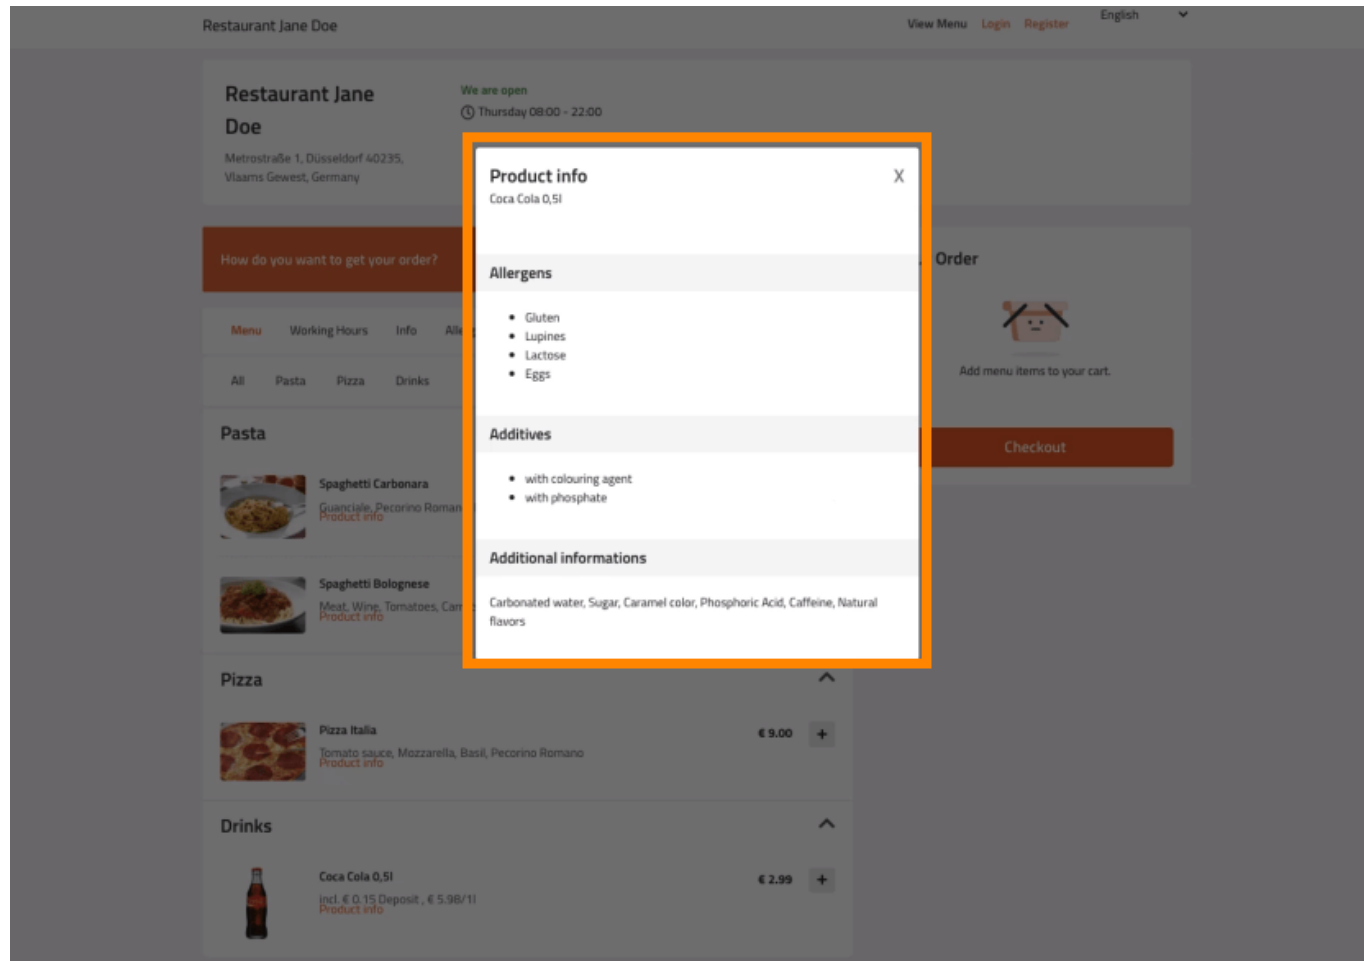 Restaurant Jane Doe
View Menu Login Register English
Restaurant Jane
Doe
Metrostraße 1, Düsseldorf 40235,
Vlaams Gewest, Germany
We are open
Thursday 08:00 - 22:00
How do you want to get your order?
Menu Working Hours Info
All Pasta Pizza Drinks
Pasta
Spaghetti Carbonara
Guanciale, Pecorino Roman
Product info
Spaghetti Bolognese
Meat, Wine, Tomatoes,
Product info
Pizza
Pizza Italia
Tomato sauce, Mozzarella, Basil, Pecorino Romano
Product info
€ 9.00 +
Drinks
Coca Cola 0,5l
incl. € 0.15 Deposit , € 5.98/1l
Product info
€ 2.99 +
Product info X
Coca Cola 0,5l
Allergens
Gluten
Lupines
Lactose
Eggs
Additives
with colouring agent
with phosphate
Additional informations
Carbonated water, Sugar, Caramel color, Phosphoric Acid, Caffeine, Natural
flavors
Order
Add menu items to your cart.
Checkout